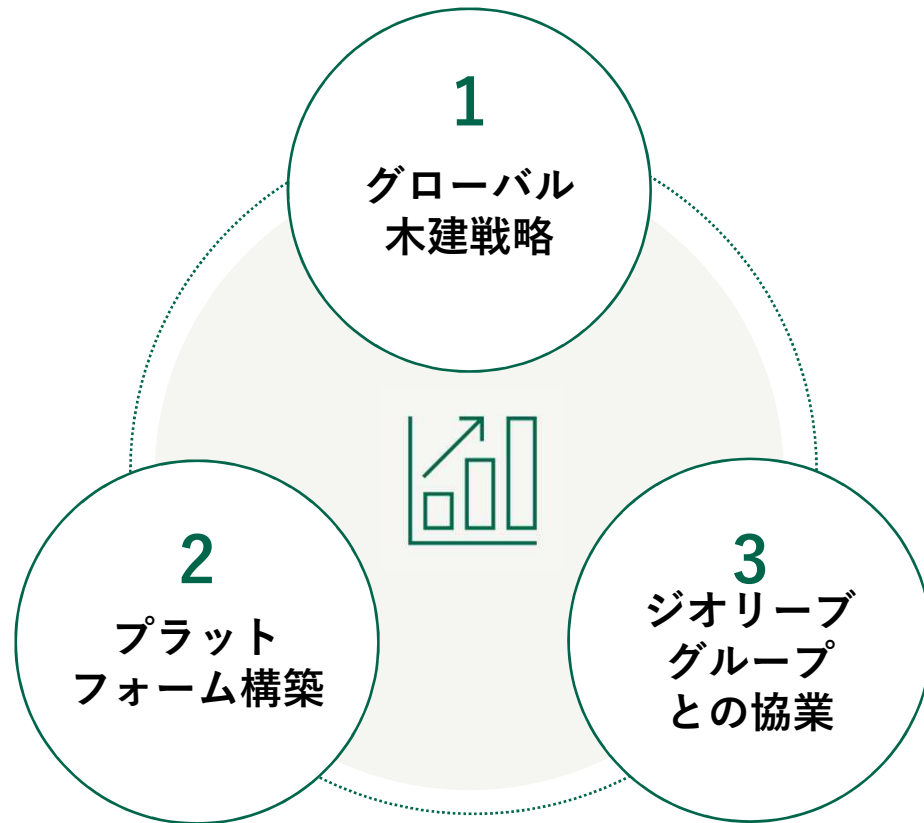 1
グローバル
木建戦略
2
プラット
フォーム構築
3
ジオリーブ
グループ
との協業